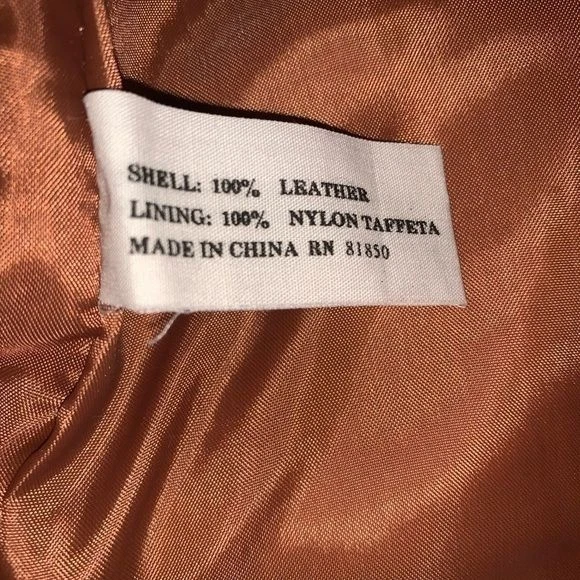 SHELL: 100% LEATHER
LINING: 100% NYLON TAFFETA
MADE IN CHINA RN 81850